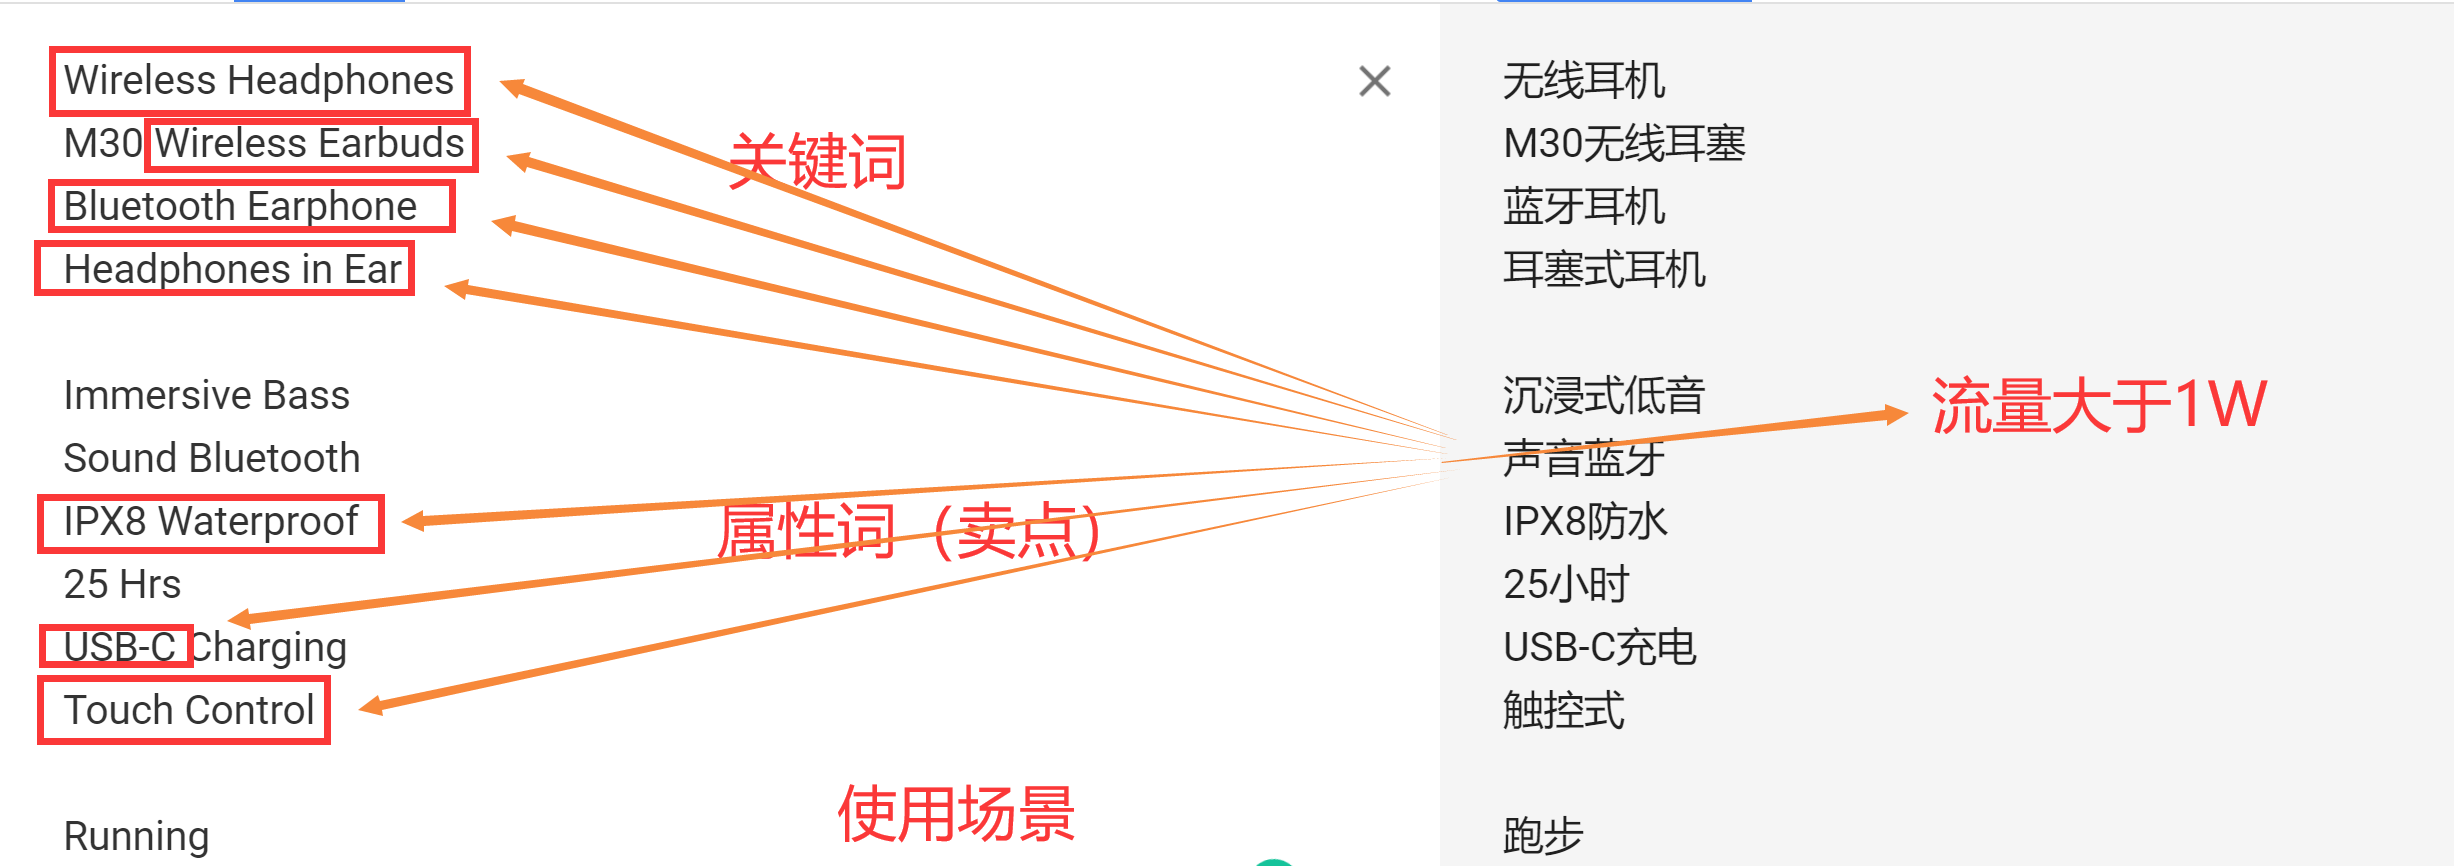 Wireless Headphones
M30 Wireless Earbuds
Bluetooth Earphone
Headphones in Ear
关键词
Immersive Bass
Sound Bluetooth
IPX8 Waterproof
25 Hrs
USB-C Charging
Touch Control
属性词（卖点）
Running
使用场景
无线耳机
M30无线耳塞
蓝牙耳机
耳塞式耳机
沉浸式低音
声音蓝牙
IPX8防水
25小时
USB-C充电
触控式
跑步
流量大于1W